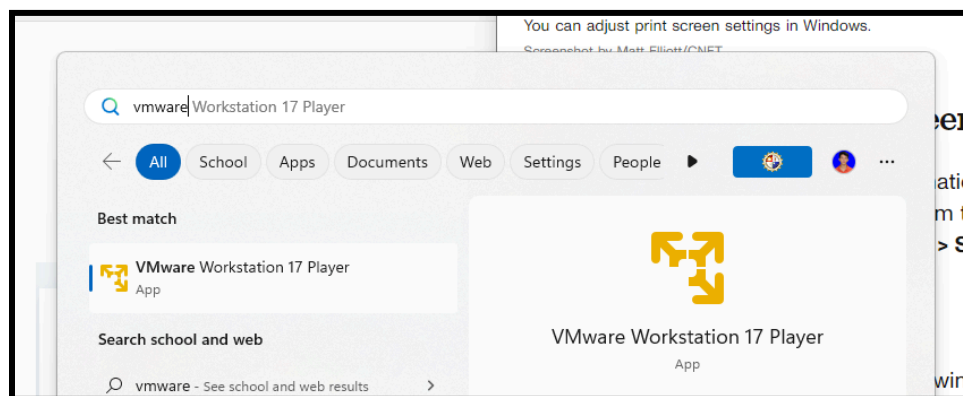 You can adjust print screen settings in Windows.
Screenshot by Matt Elliott/CNET
vmware Workstation 17 Player
All School Apps Documents Web Settings People
Best match
VMware Workstation 17 Player
App
Search school and web
vmware - See school and web results
VMware Workstation 17 Player
App
> S